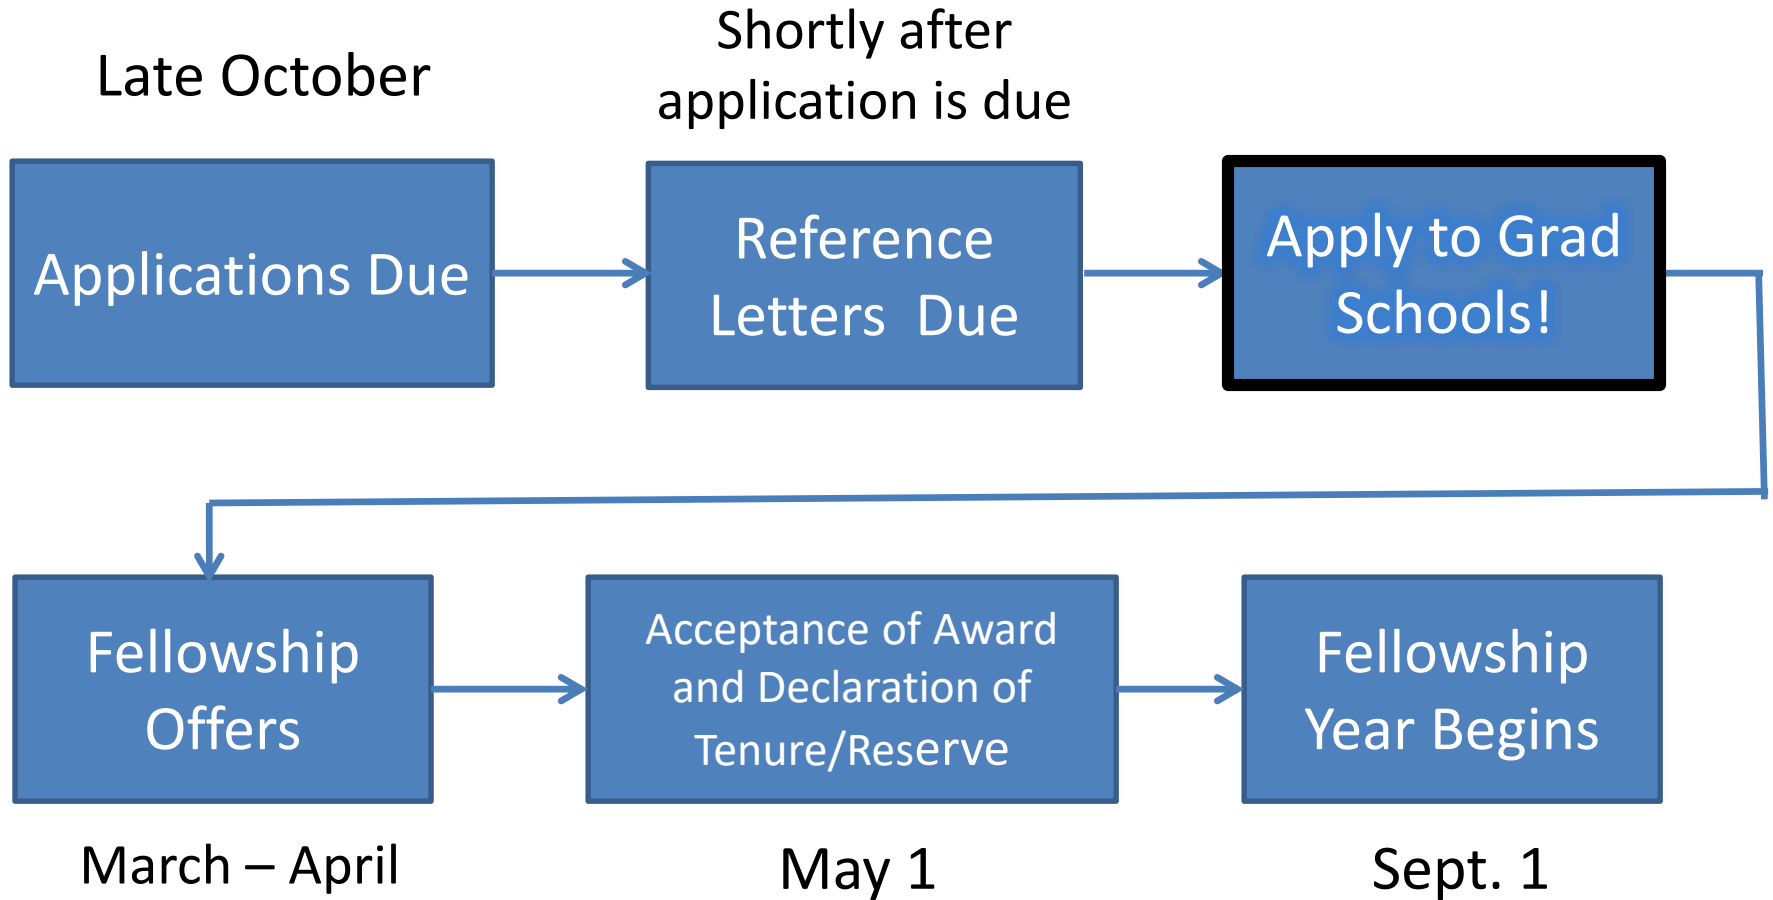 Late October
Shortly after
application is due
Applications Due
Reference
Letters  Due
Apply to Grad
Schools!
Fellowship
Offers
Acceptance of Award
and Declaration of
Tenure/Reserve
Fellowship
Year Begins
March – April
May 1
Sept. 1